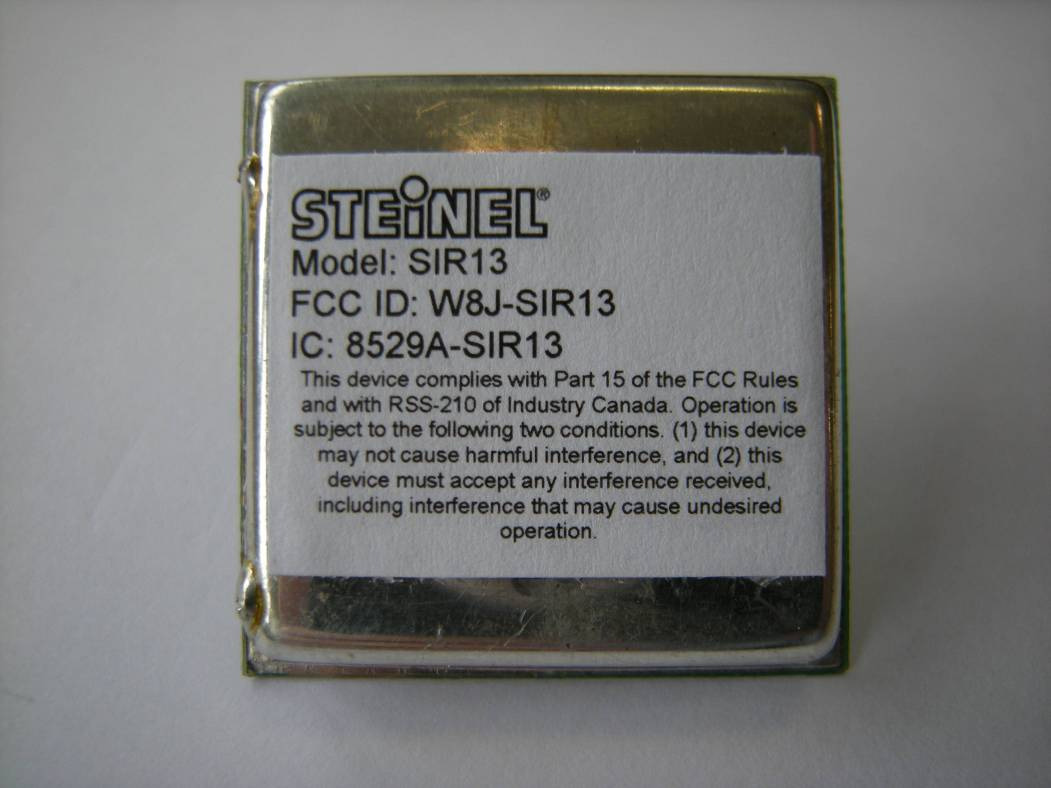 STEiNEL®
Model: SIR13
FCC ID: W8J-SIR13
IC: 8529A-SIR13
This device complies with Part 15 of the FCC Rules
and with RSS-210 of Industry Canada. Operation is
subject to the following two conditions. (1) this device
may not cause harmful interference, and (2) this
device must accept any interference received,
including interference that may cause undesired
operation.